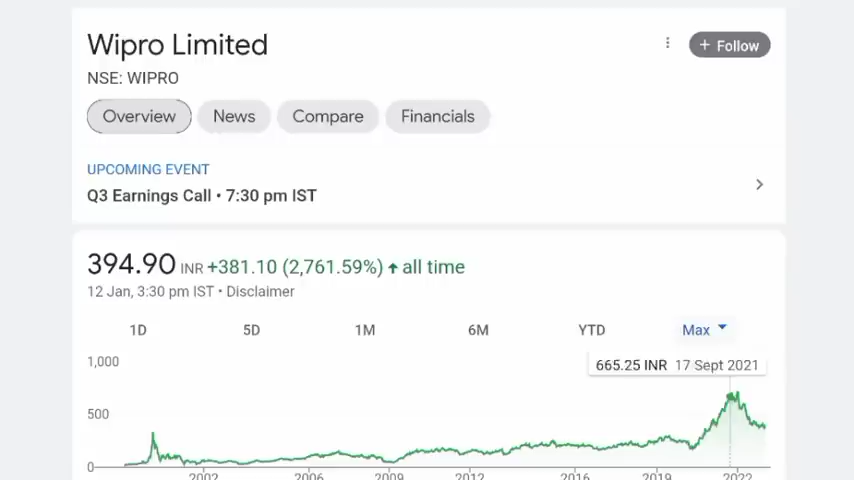 Wipro Limited
+ Follow
NSE: WIPRO
Overview News Compare Financials
UPCOMING EVENT
Q3 Earnings Call • 7:30 pm IST
394.90 INR +381.10 (2,761.59%) ↑ all time
12 Jan, 3:30 pm IST • Disclaimer
1D 5D 1M 6M YTD Max
1,000
665.25 INR 17 Sept 2021
500
0
2002 2006 2009 2012 2016 2019 2022